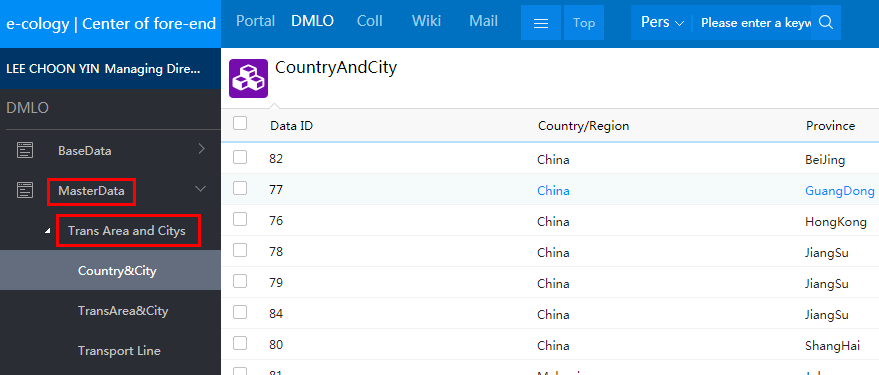 e-cology | Center of fore-end
Portal DMLO Coll Wiki Mail Top Pers Please enter a keyw
LEE CHOON YIN Managing Dire...
CountryAndCity
DMLO
Data ID Country/Region Province
BaseData
82 China BeiJing
MasterData
77 China GuangDong
76 China HongKong
Trans Area and Citys
78 China JiangSu
Country&City
79 China JiangSu
TransArea&City
84 China JiangSu
Transport Line
80 China ShangHai